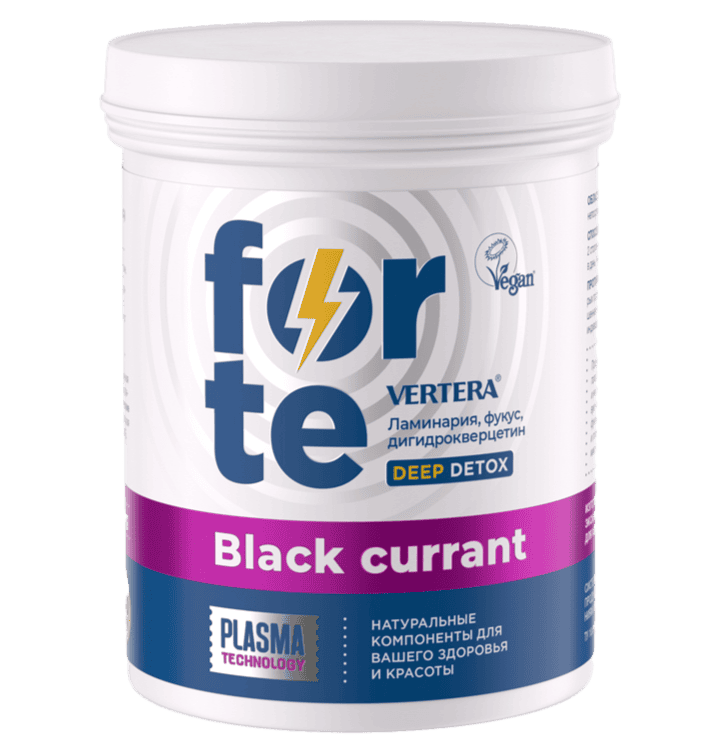 for
te
Vegan
VERTERA®
Ламинария, фукус,
дигидрокверцетин
DEEP DETOX
Black currant
PLASMA
TECHNOLOGY
НАТУРАЛЬНЫЕ
КОМПОНЕНТЫ ДЛЯ
ВАШЕГО ЗДОРОВЬЯ
И КРАСОТЫ